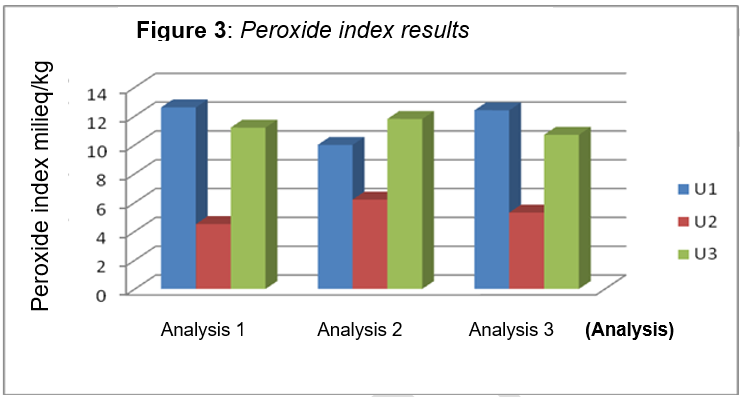 Figure 3: Peroxide index results
Peroxide index milieq/kg
14
12
10
8
6
4
2
0
U1
U2
U3
Analysis 1 Analysis 2 Analysis 3 (Analysis)